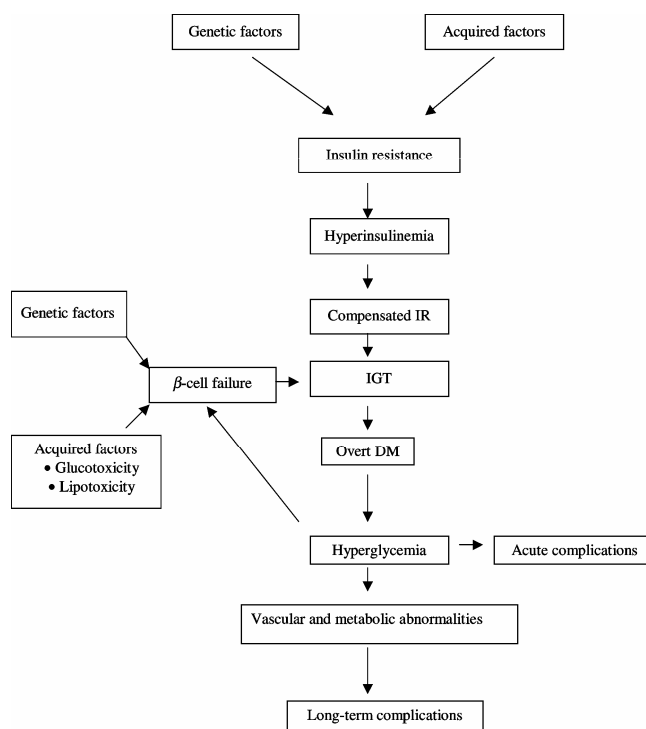 Genetic factors
Acquired factors
Insulin resistance
Hyperinsulinemia
Compensated IR
Genetic factors
β-cell failure
IGT
Acquired factors
• Glucotoxicity
• Lipotoxicity
Overt DM
Hyperglycemia
Acute complications
Vascular and metabolic abnormalities
Long-term complications